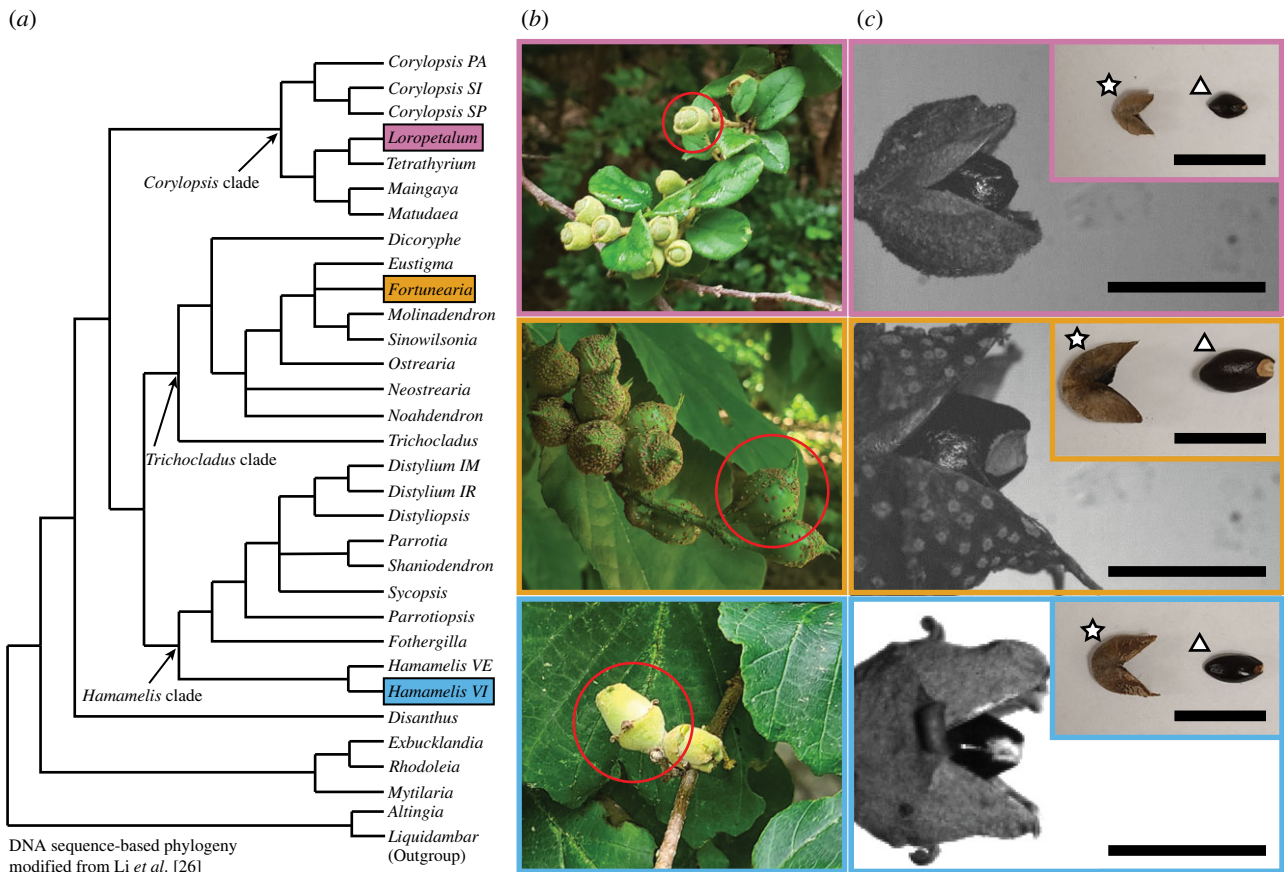 (a)
(b)
(c)
Corylopsis PA
Corylopsis SI
Corylopsis SP
Loropetalum
Tetrathyrium
Corylopsis clade
Maingaya
Matudaea
Dicoryphe
Eustigma
Fortunearia
Molinadendron
Sinowilsonia
Ostrearia
Neostrearia
Noahdendron
Trichocladus
Trichocladus clade
Distylium IM
Distylium IR
Distyliopsis
Parrotia
Shaniodendron
Sycopsis
Parrotiopsis
Fothergilla
Hamamelis VE
Hamamelis VI
Hamamelis clade
Disanthus
Exbucklandia
Rhodoleia
Mytilaria
Altingia
Liquidambar
(Outgroup)
DNA sequence-based phylogeny
modified from Li et al. [26]